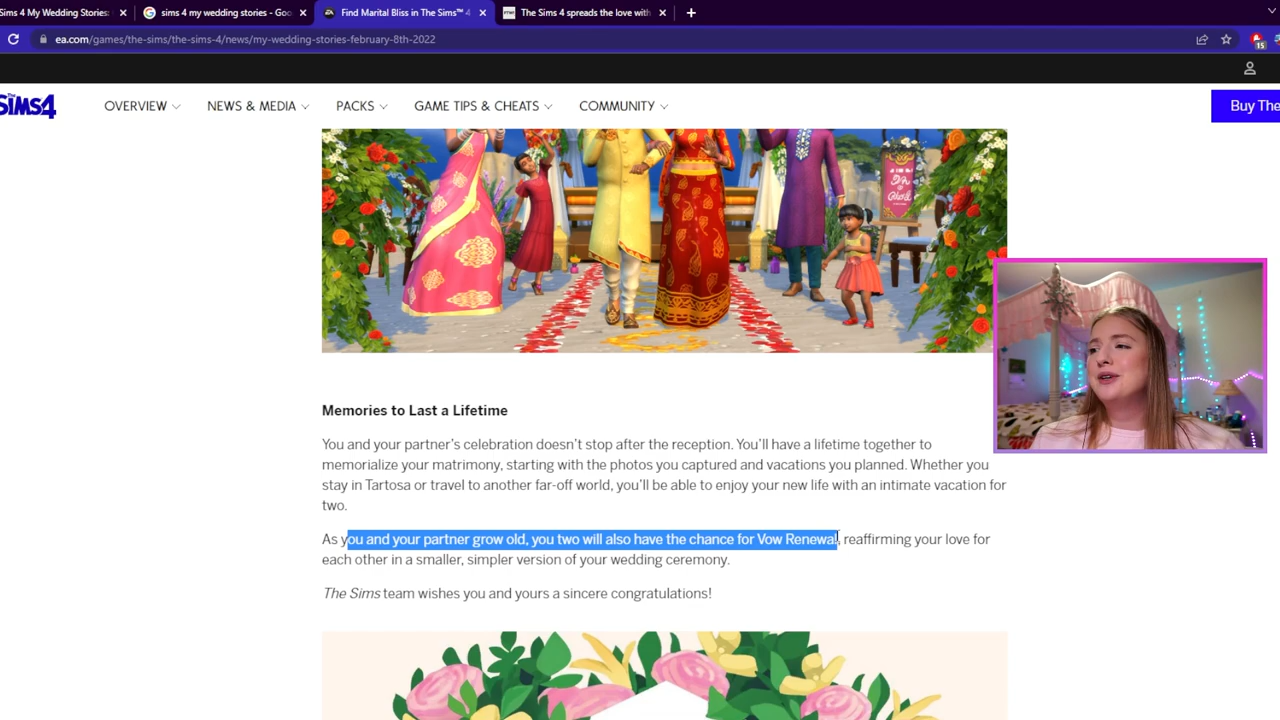 Sims 4 My Wedding Stories:
sims 4 my wedding stories - Goo
Find Marital Bliss in The Sims™ 4
The Sims 4 spreads the love with
ea.com/games/the-sims/the-sims-4/news/my-wedding-stories-february-8th-2022
15
THE SIMS4
OVERVIEW
NEWS & MEDIA
PACKS
GAME TIPS & CHEATS
COMMUNITY
Buy The
Memories to Last a Lifetime
You and your partner's celebration doesn't stop after the reception. You'll have a lifetime together to
memorialize your matrimony, starting with the photos you captured and vacations you planned. Whether you
stay in Tartosa or travel to another far-off world, you'll be able to enjoy your new life with an intimate vacation for
two.
As you and your partner grow old, you two will also have the chance for Vow Renewal, reaffirming your love for
each other in a smaller, simpler version of your wedding ceremony.
The Sims team wishes you and yours a sincere congratulations!